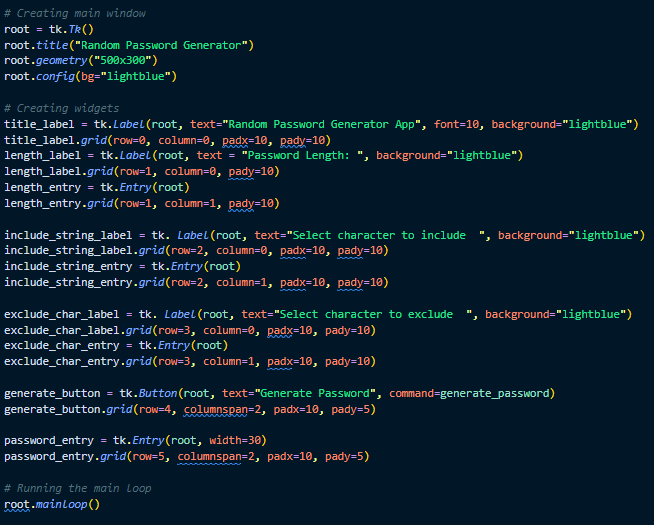 # Creating main window
root = tk.Tk()
root.title("Random Password Generator")
root.geometry("500x300")
root.config(bg="lightblue")
# Creating widgets
title_label = tk.Label(root, text="Random Password Generator App", font=10, background="lightblue")
title_label.grid(row=0, column=0, padx=10, pady=10)
length_label = tk.Label(root, text = "Password Length: ", background="lightblue")
length_label.grid(row=1, column=0, pady=10)
length_entry = tk.Entry(root)
length_entry.grid(row=1, column=1, pady=10)
include_string_label = tk. Label(root, text="Select character to include  ", background="lightblue")
include_string_label.grid(row=2, column=0, padx=10, pady=10)
include_string_entry = tk.Entry(root)
include_string_entry.grid(row=2, column=1, padx=10, pady=10)
exclude_char_label = tk. Label(root, text="Select character to exclude  ", background="lightblue")
exclude_char_label.grid(row=3, column=0, padx=10, pady=10)
exclude_char_entry = tk.Entry(root)
exclude_char_entry.grid(row=3, column=1, padx=10, pady=10)
generate_button = tk.Button(root, text="Generate Password", command=generate_password)
generate_button.grid(row=4, columnspan=2, padx=10, pady=5)
password_entry = tk.Entry(root, width=30)
password_entry.grid(row=5, columnspan=2, padx=10, pady=5)
# Running the main loop
root.mainloop()